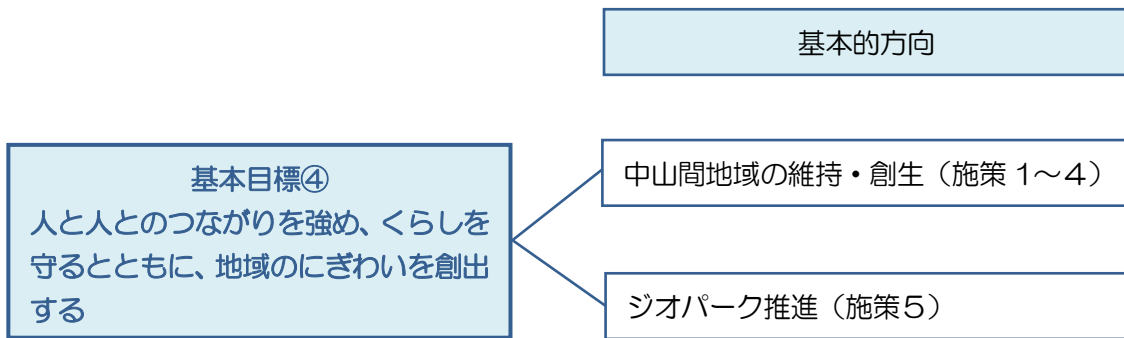 基本的方向
基本目標④
人と人とのつながりを強め、くらしを
守るとともに、地域のにぎわいを創出
する
中山間地域の維持・創生（施策 1～4）
ジオパーク推進（施策5）